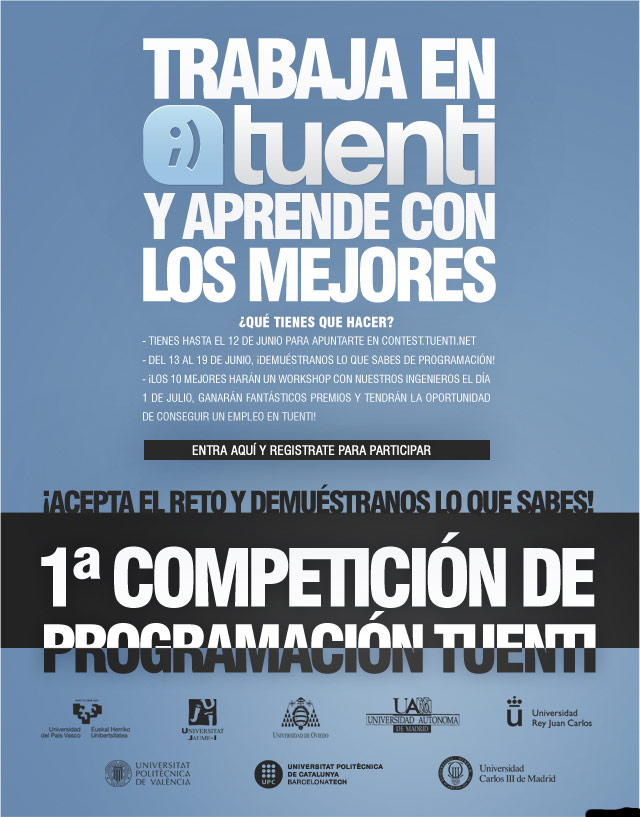 TRABAJA EN
;) tuenti
Y APRENDE CON
LOS MEJORES
¿QUÉ TIENES QUE HACER?
- TIENES HASTA EL 12 DE JUNIO PARA APUNTARTE EN CONTEST.TUENTI.NET
- DEL 13 AL 19 DE JUNIO, ¡DEMUÉSTRANOS LO QUE SABES DE PROGRAMACIÓN!
- ¡LOS 10 MEJORES HARÁN UN WORKSHOP CON NUESTROS INGENIEROS EL DÍA
1 DE JULIO, GANARÁN FANTÁSTICOS PREMIOS Y TENDRÁN LA OPORTUNIDAD
DE CONSEGUIR UN EMPLEO EN TUENTI!
ENTRA AQUÍ Y REGISTRATE PARA PARTICIPAR
¡ACEPTA EL RETO Y DEMUÉSTRANOS LO QUE SABES!
1ª COMPETICIÓN DE
PROGRAMACIÓN TUENTI
Universidad del País Vasco
Euskal Herriko Unibertsitatea
UNIVERSITAT
JAUME·I
UNIVERSIDAD DE OVIEDO
UA
UNIVERSIDAD AUTONOMA
DE MADRID
u
Universidad
Rey Juan Carlos
UNIVERSITAT
POLITÈCNICA
DE VALÈNCIA
UPC
UNIVERSITAT POLITÈCNICA
DE CATALUNYA
BARCELONATECH
Universidad
Carlos III de Madrid